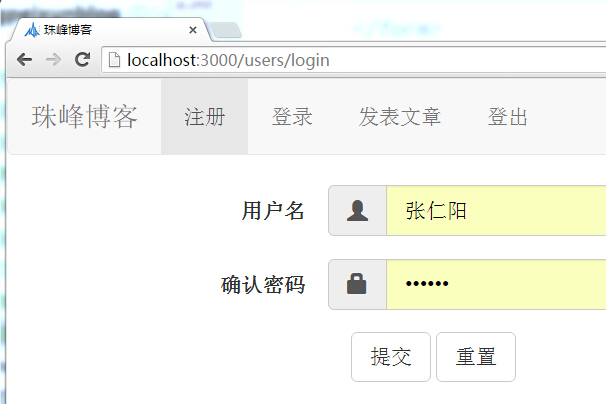 珠峰博客
localhost:3000/users/login
珠峰博客 注册 登录 发表文章 登出
用户名 张仁阳
确认密码 ••••••
提交 重置